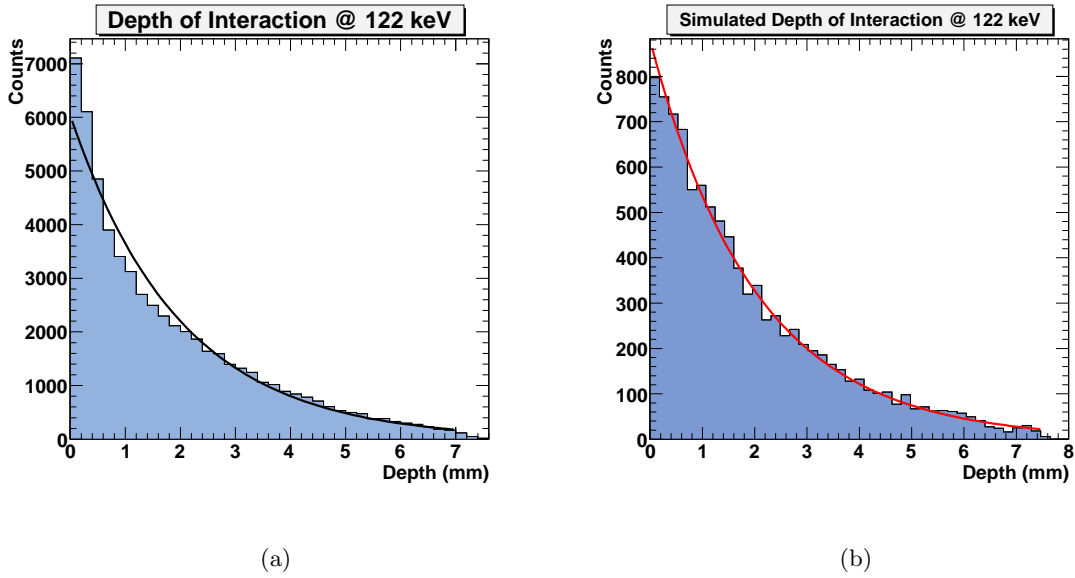 Depth of Interaction @ 122 keV
Counts
7000
6000
5000
4000
3000
2000
1000
0
0 1 2 3 4 5 6 7
Depth (mm)
(a)
Simulated Depth of Interaction @ 122 keV
Counts
800
700
600
500
400
300
200
100
0
0 1 2 3 4 5 6 7 8
Depth (mm)
(b)